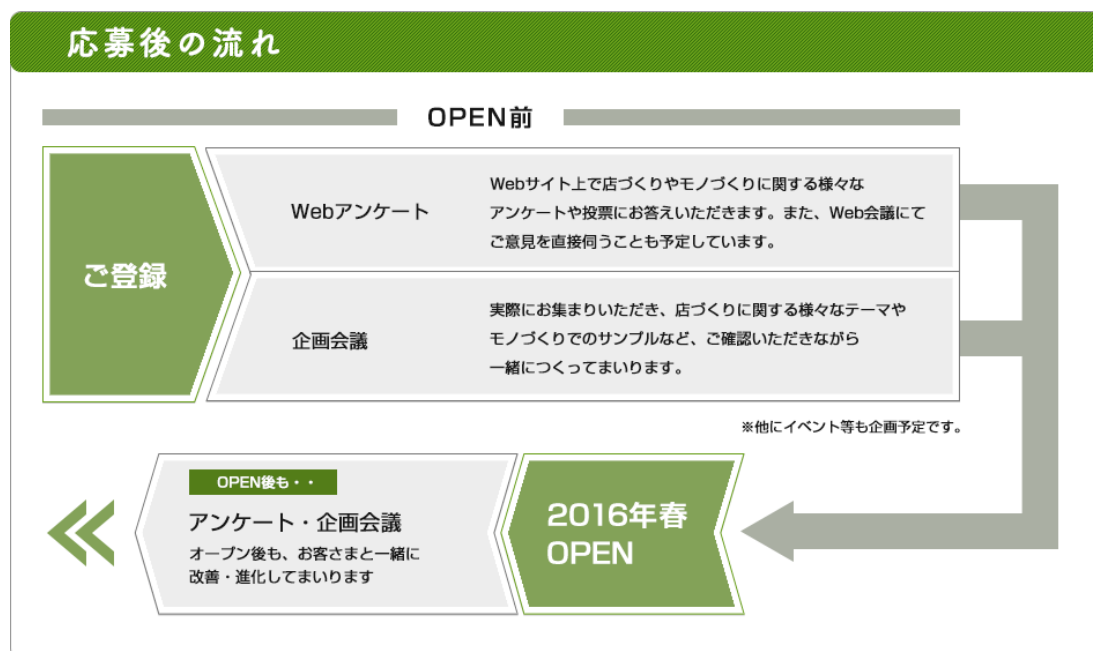 応募後の流れ
OPEN前
ご登録
Webアンケート
Webサイト上で店づくりやモノづくりに関する様々な
アンケートや投票にお答えいただきます。また、Web会議にて
ご意見を直接伺うことも予定しています。
企画会議
実際にお集まりいただき、店づくりに関する様々なテーマや
モノづくりでのサンプルなど、ご確認いただきながら
一緒につくってまいります。
※他にイベント等も企画予定です。
2016年春
OPEN
OPEN後も・・
アンケート・企画会議
オープン後も、お客さまと一緒に
改善・進化してまいります